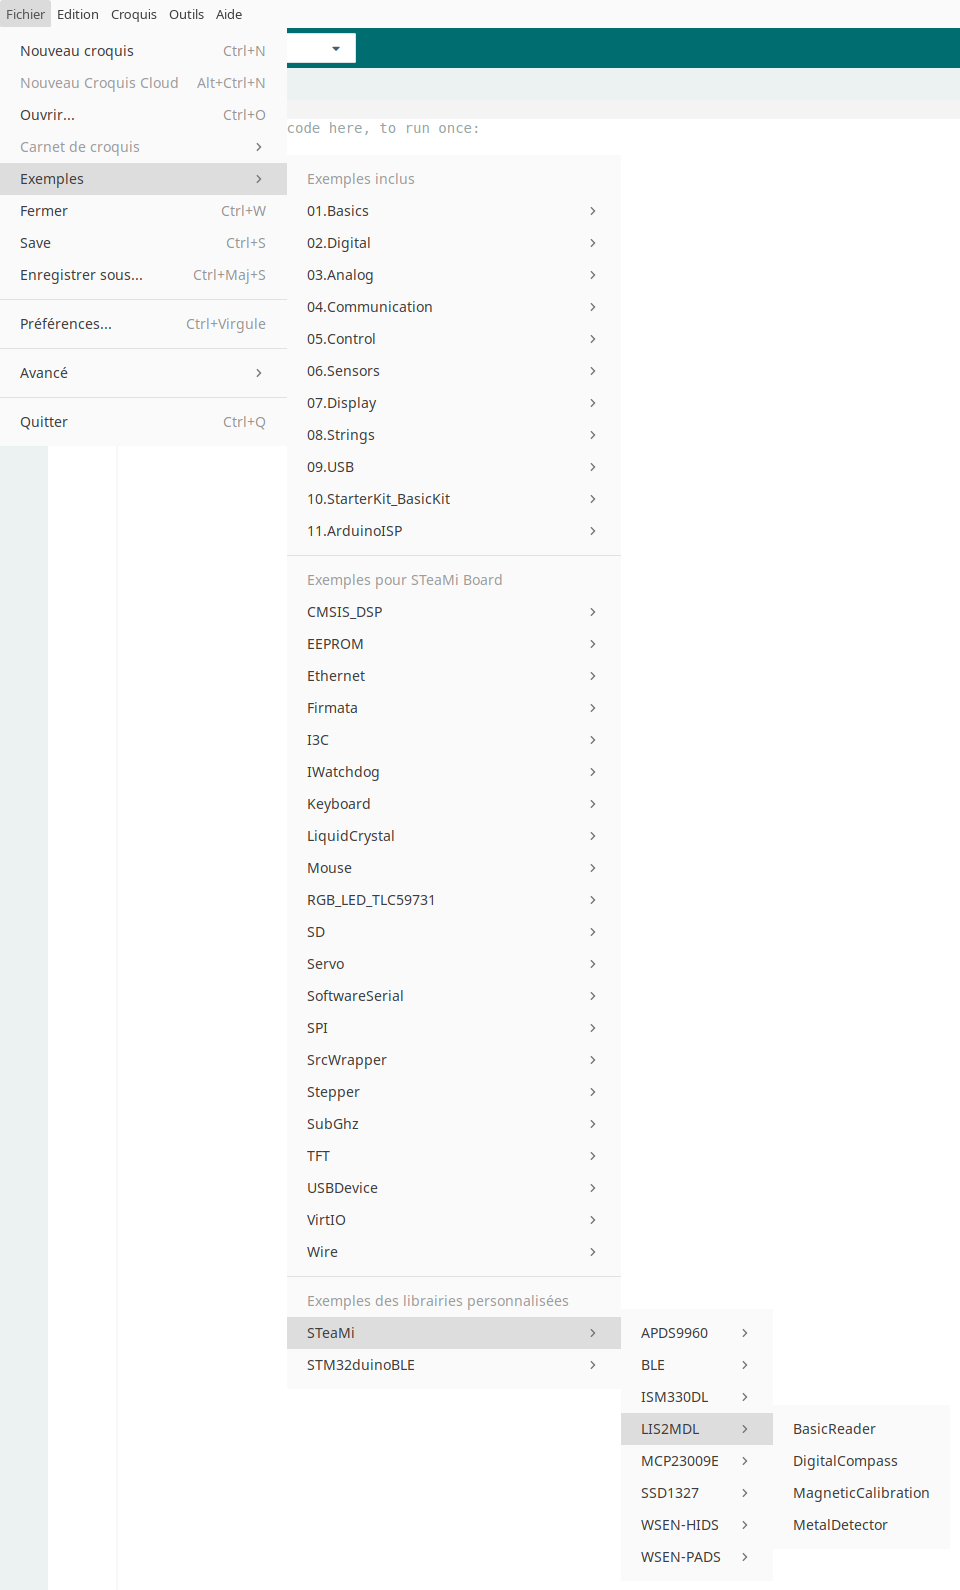 Fichier Edition Croquis Outils Aide
Nouveau croquis Ctrl+N
Nouveau Croquis Cloud Alt+Ctrl+N
Ouvrir... Ctrl+O
Carnet de croquis
Exemples
Fermer Ctrl+W
Save Ctrl+S
Enregistrer sous... Ctrl+Maj+S
Préférences... Ctrl+Virgule
Avancé
Quitter Ctrl+Q
code here, to run once:
Exemples inclus
01.Basics
02.Digital
03.Analog
04.Communication
05.Control
06.Sensors
07.Display
08.Strings
09.USB
10.StarterKit_BasicKit
11.ArduinoISP
Exemples pour STeaMi Board
CMSIS_DSP
EEPROM
Ethernet
Firmata
I3C
IWatchdog
Keyboard
LiquidCrystal
Mouse
RGB_LED_TLC59731
SD
Servo
SoftwareSerial
SPI
SrcWrapper
Stepper
SubGhz
TFT
USBDevice
VirtIO
Wire
Exemples des librairies personnalisées
STeaMi
STM32duinoBLE
APDS9960
BLE
ISM330DL
LIS2MDL
MCP23009E
SSD1327
WSEN-HIDS
WSEN-PADS
BasicReader
DigitalCompass
MagneticCalibration
MetalDetector